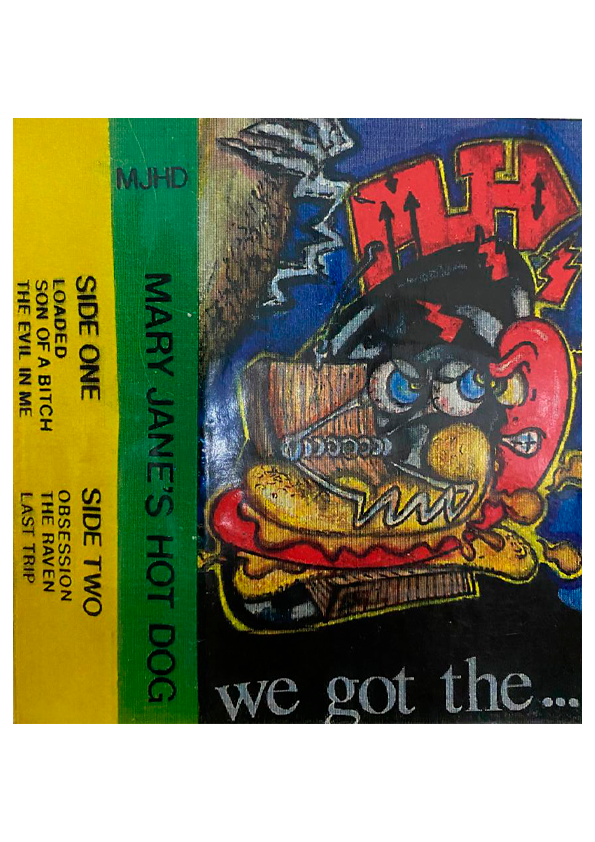 SIDE ONE
LOADED
SON OF A BITCH
THE EVIL IN ME
SIDE TWO
OBSESSION
THE RAVEN
LAST TRIP
MJHD
MARY JANE'S HOT DOG
MJHD
we got the...